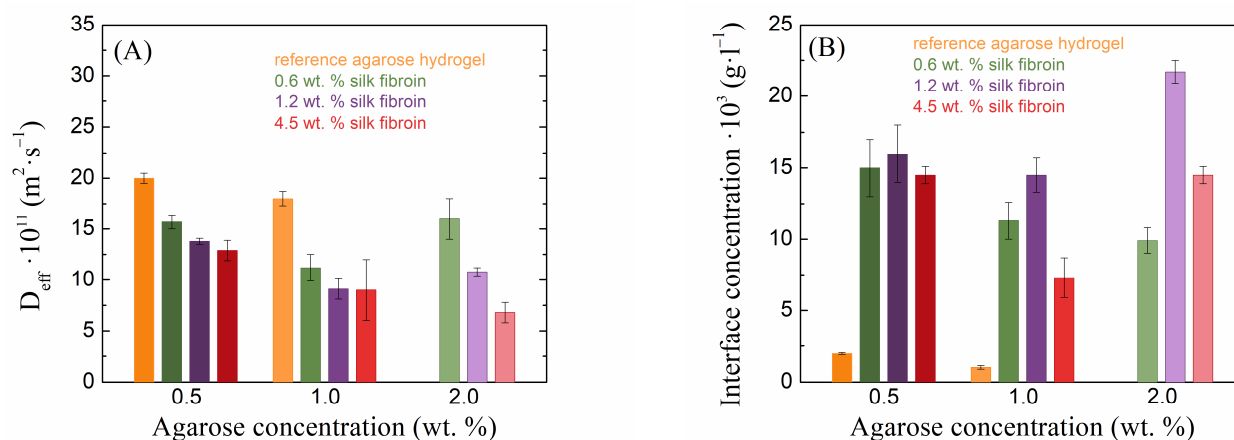 (A)
reference agarose hydrogel
0.6 wt. % silk fibroin
1.2 wt. % silk fibroin
4.5 wt. % silk fibroin
35
30
25
20
15
10
5
0
D_eff · 10^11 (m^2·s^−1)
0.5 1.0 2.0
Agarose concentration (wt. %)
(B)
reference agarose hydrogel
0.6 wt. % silk fibroin
1.2 wt. % silk fibroin
4.5 wt. % silk fibroin
25
20
15
10
5
0
Interface concentration ·10^3 (g·l^−1)
0.5 1.0 2.0
Agarose concentration (wt. %)